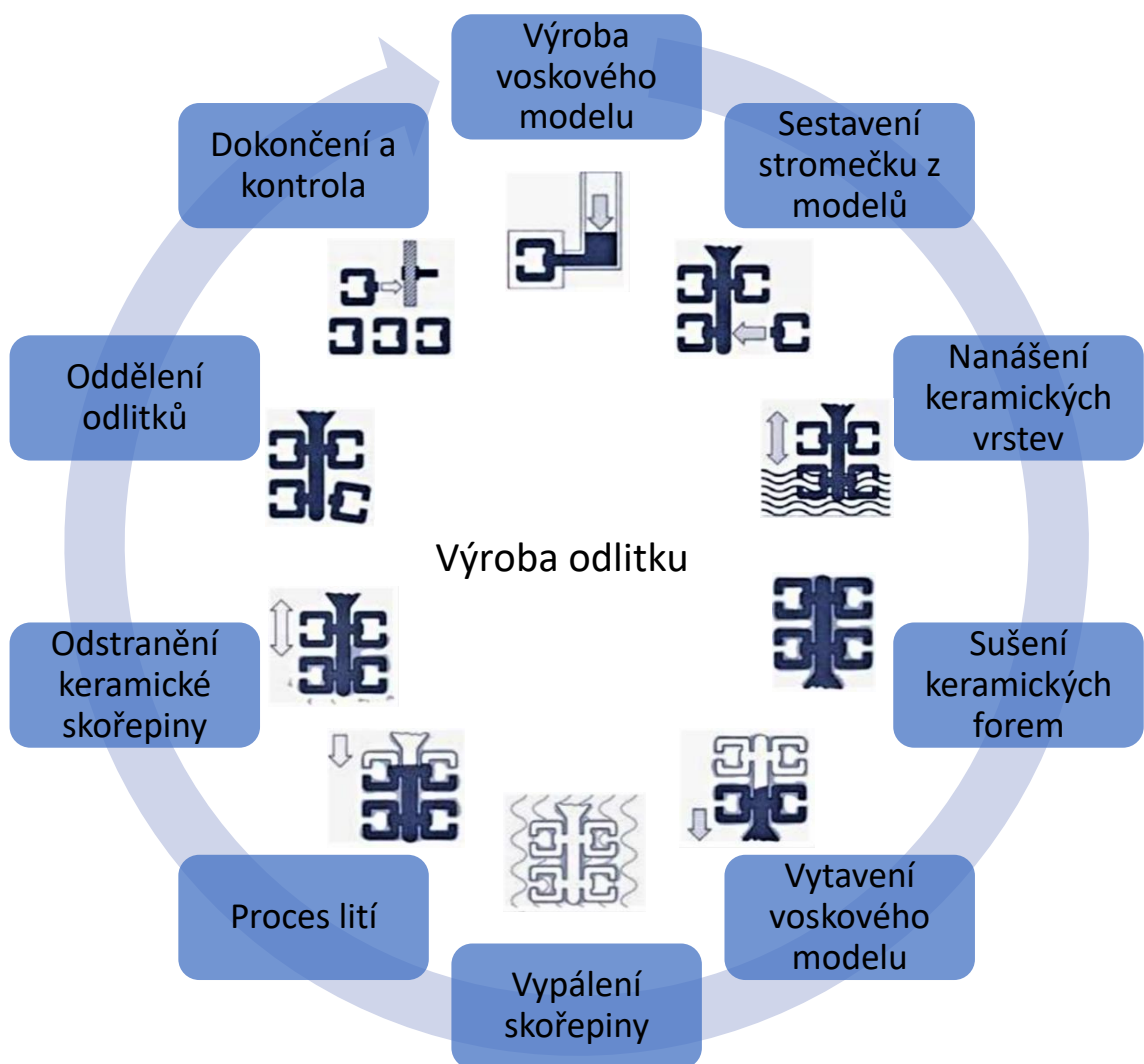 Výroba
voskového
modelu
Sestavení
stromečku z
modelů
Nanášení
keramických
vrstev
Sušení
keramických
forem
Vytavení
voskového
modelu
Vypálení
skořepiny
Proces lití
Odstranění
keramické
skořepiny
Oddělení
odlitků
Dokončení a
kontrola
Výroba odlitku